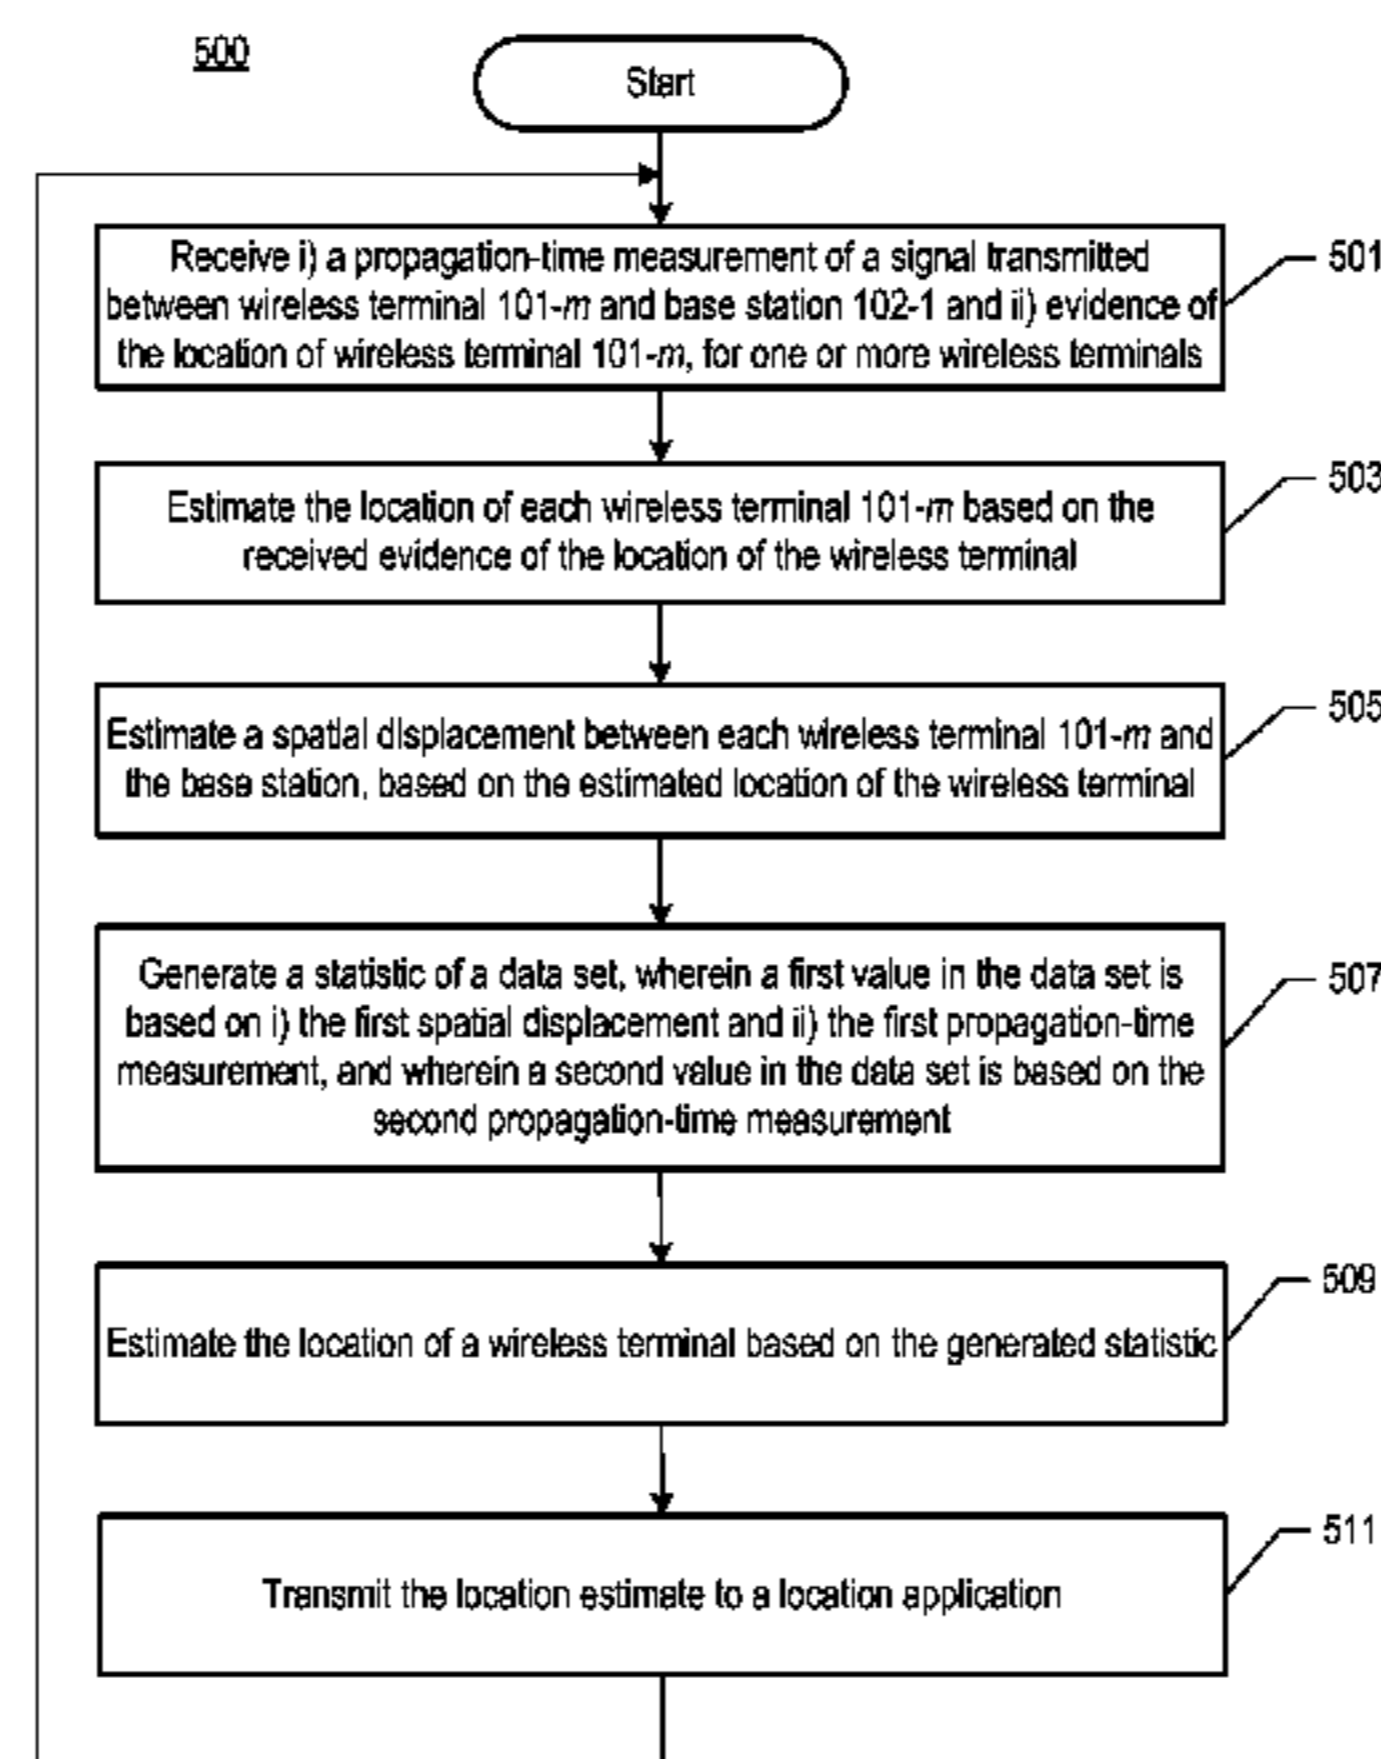 500
Start
Receive i) a propagation-time measurement of a signal transmitted
between wireless terminal 101-m and base station 102-1 and ii) evidence of
the location of wireless terminal 101-m, for one or more wireless terminals
501
Estimate the location of each wireless terminal 101-m based on the
received evidence of the location of the wireless terminal
503
Estimate a spatial displacement between each wireless terminal 101-m and
the base station, based on the estimated location of the wireless terminal
505
Generate a statistic of a data set, wherein a first value in the data set is
based on i) the first spatial displacement and ii) the first propagation-time
measurement, and wherein a second value in the data set is based on the
second propagation-time measurement
507
Estimate the location of a wireless terminal based on the generated statistic
509
Transmit the location estimate to a location application
511